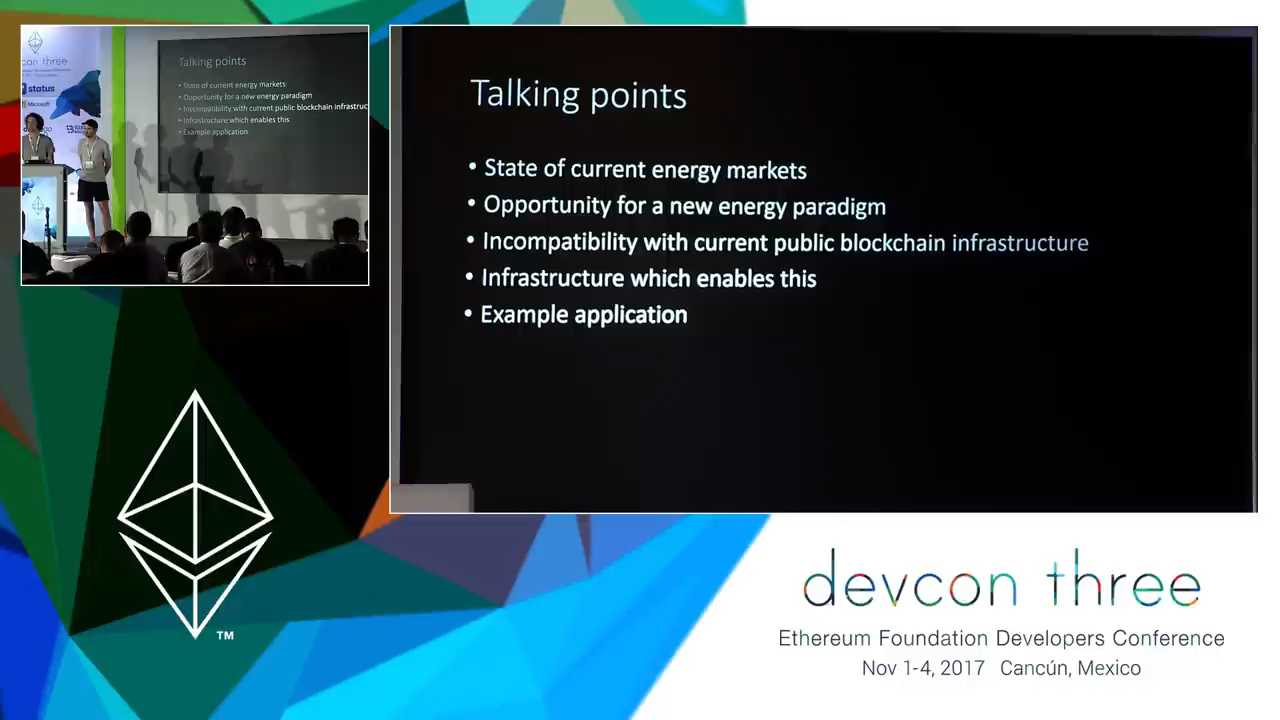 con three
status
Microsoft
Talking points
• State of current energy markets
• Opportunity for a new energy paradigm
• Incompatibility with current public blockchain infrastruc
• Infrastructure which enables this
• Example application
Talking points
• State of current energy markets
• Opportunity for a new energy paradigm
• Incompatibility with current public blockchain infrastructure
• Infrastructure which enables this
• Example application
TM
devcon three
Ethereum Foundation Developers Conference
Nov 1-4, 2017 Cancún, Mexico